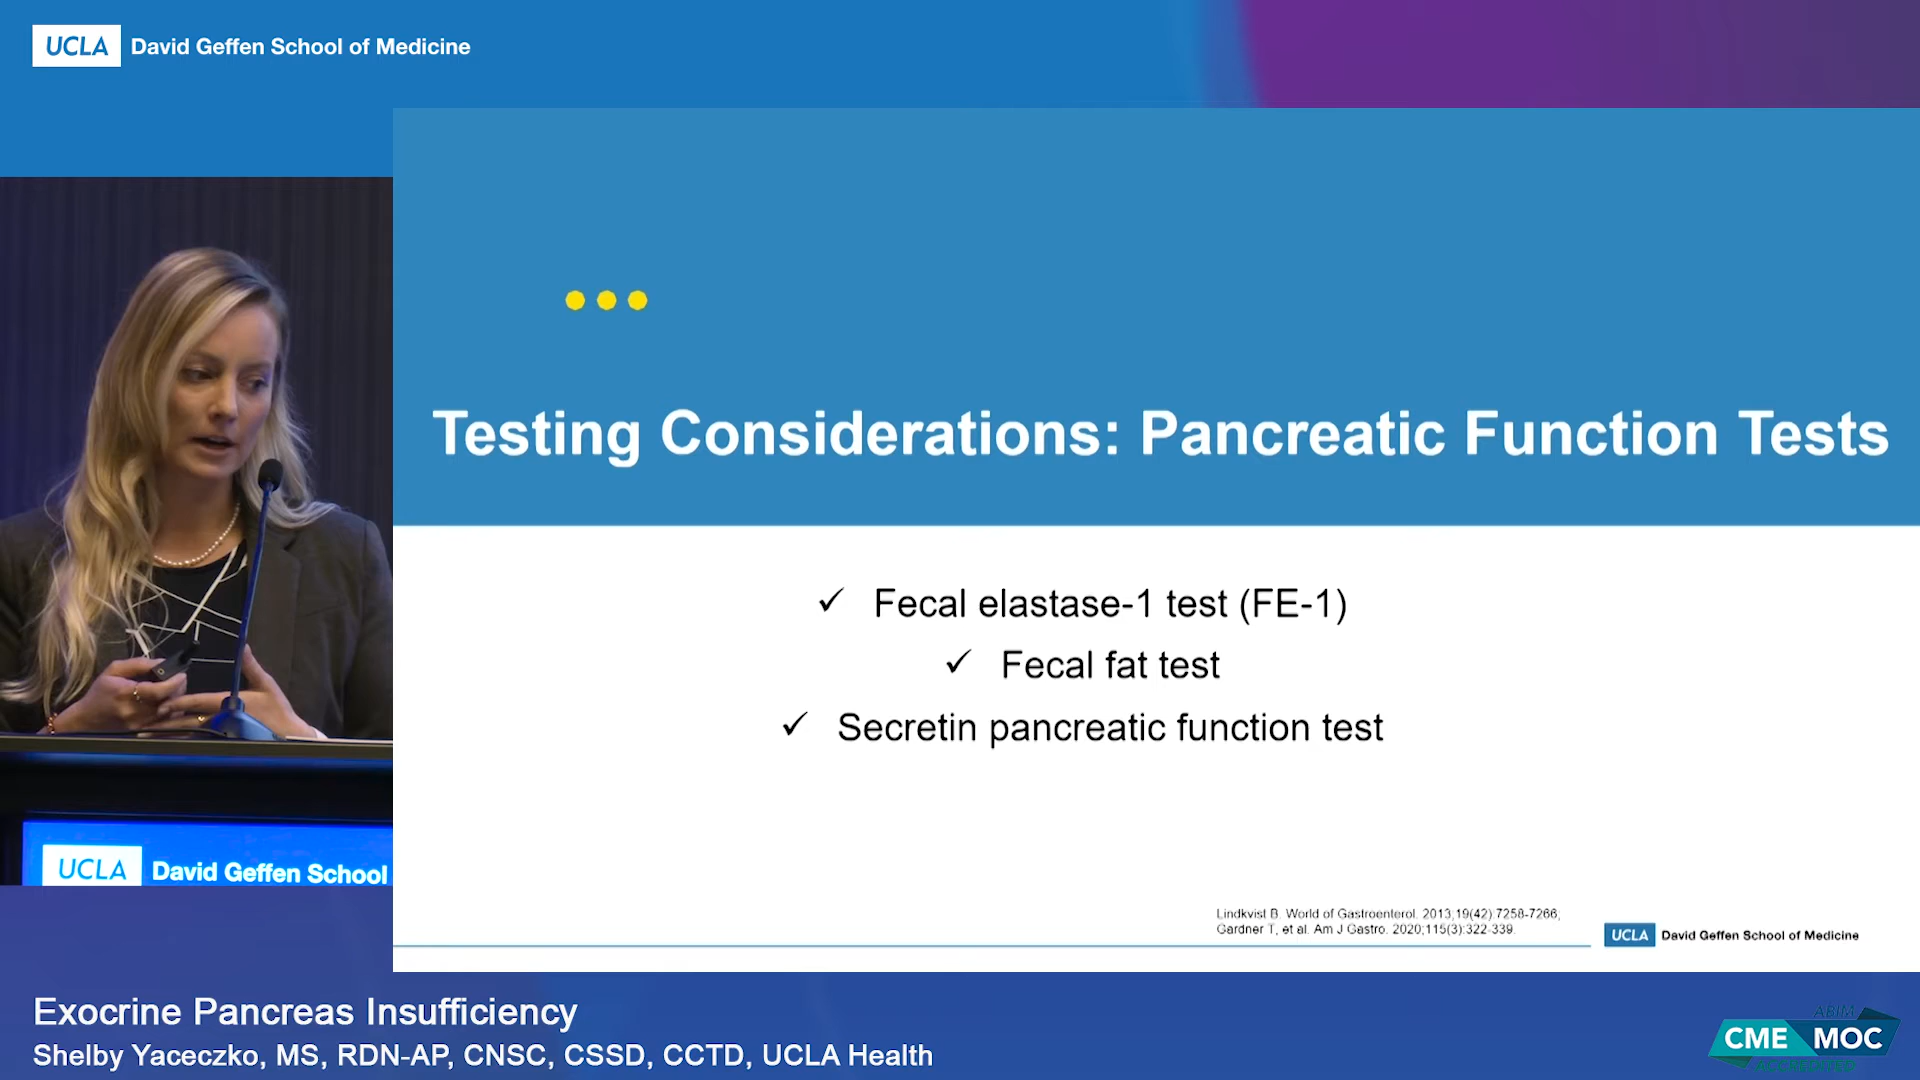 UCLA David Geffen School of Medicine
Testing Considerations: Pancreatic Function Tests
✓ Fecal elastase-1 test (FE-1)
✓ Fecal fat test
✓ Secretin pancreatic function test
Lindkvist B. World of Gastroenterol. 2013;19(42):7258-7266;
Gardner T, et al. Am J Gastro. 2020;115(3):322-339.
UCLA David Geffen School of Medicine
UCLA David Geffen School
Exocrine Pancreas Insufficiency
Shelby Yaceczko, MS, RDN-AP, CNSC, CSSD, CCTD, UCLA Health
ABIM
CME MOC
ACCREDITED